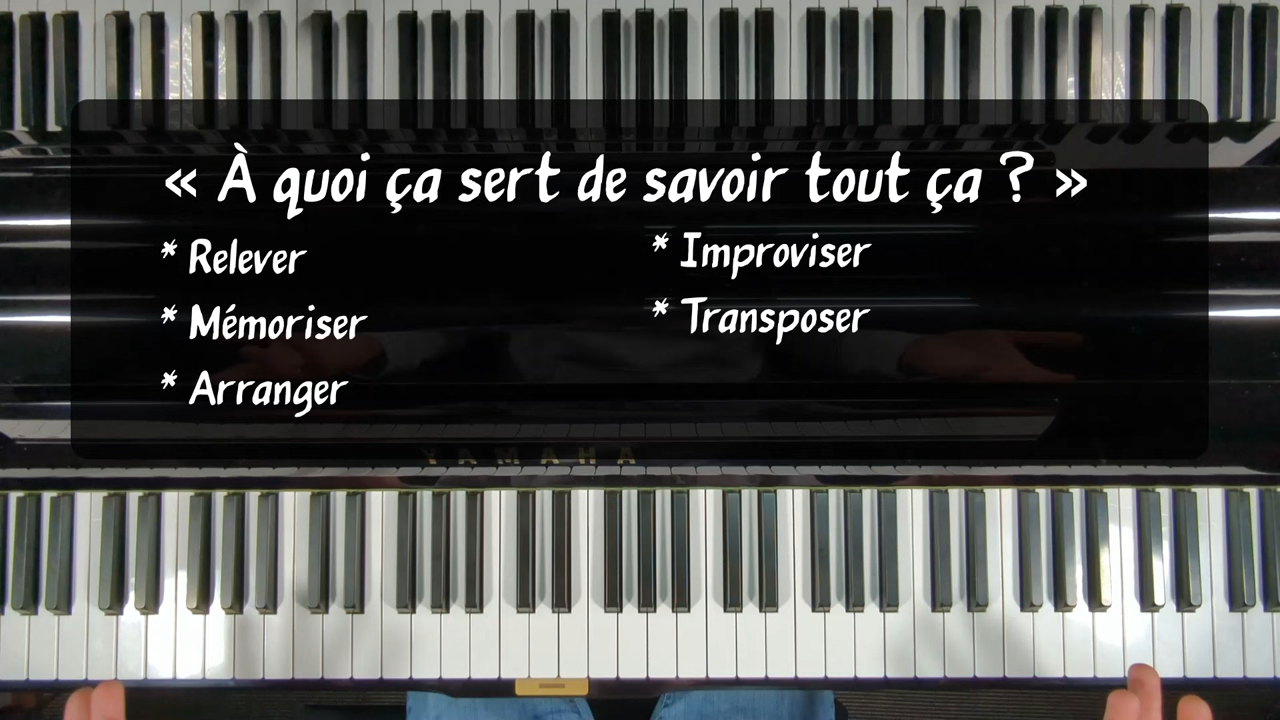 « À quoi ça sert de savoir tout ça ? »
* Relever
* Mémoriser
* Arranger
* Improviser
* Transposer
YAMAHA